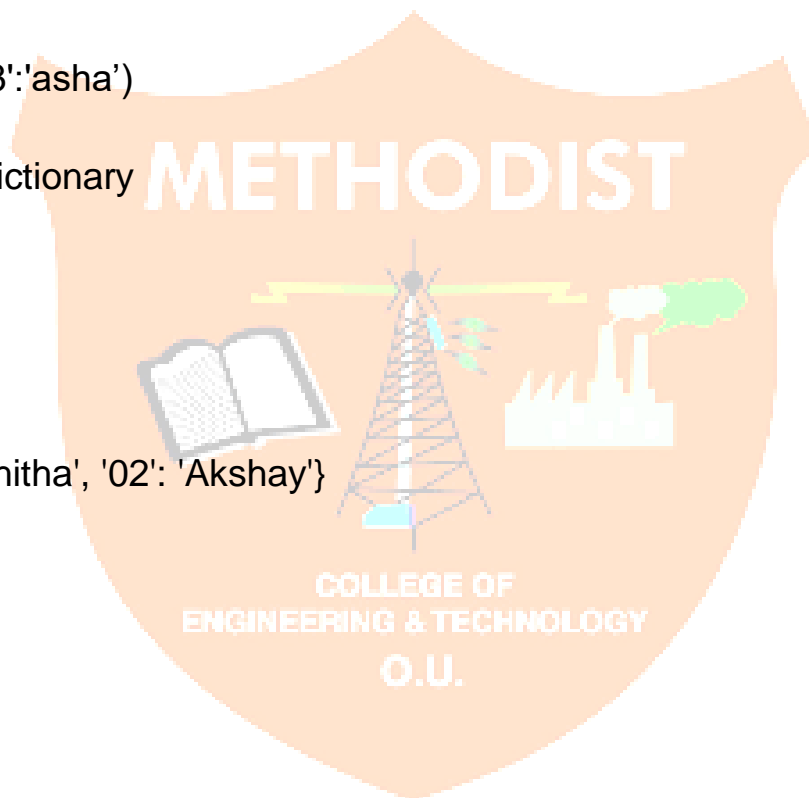 3':'asha’)
ictionary
METHODIST
nitha', '02': 'Akshay'}
COLLEGE OF
ENGINEERING & TECHNOLOGY
O.U.